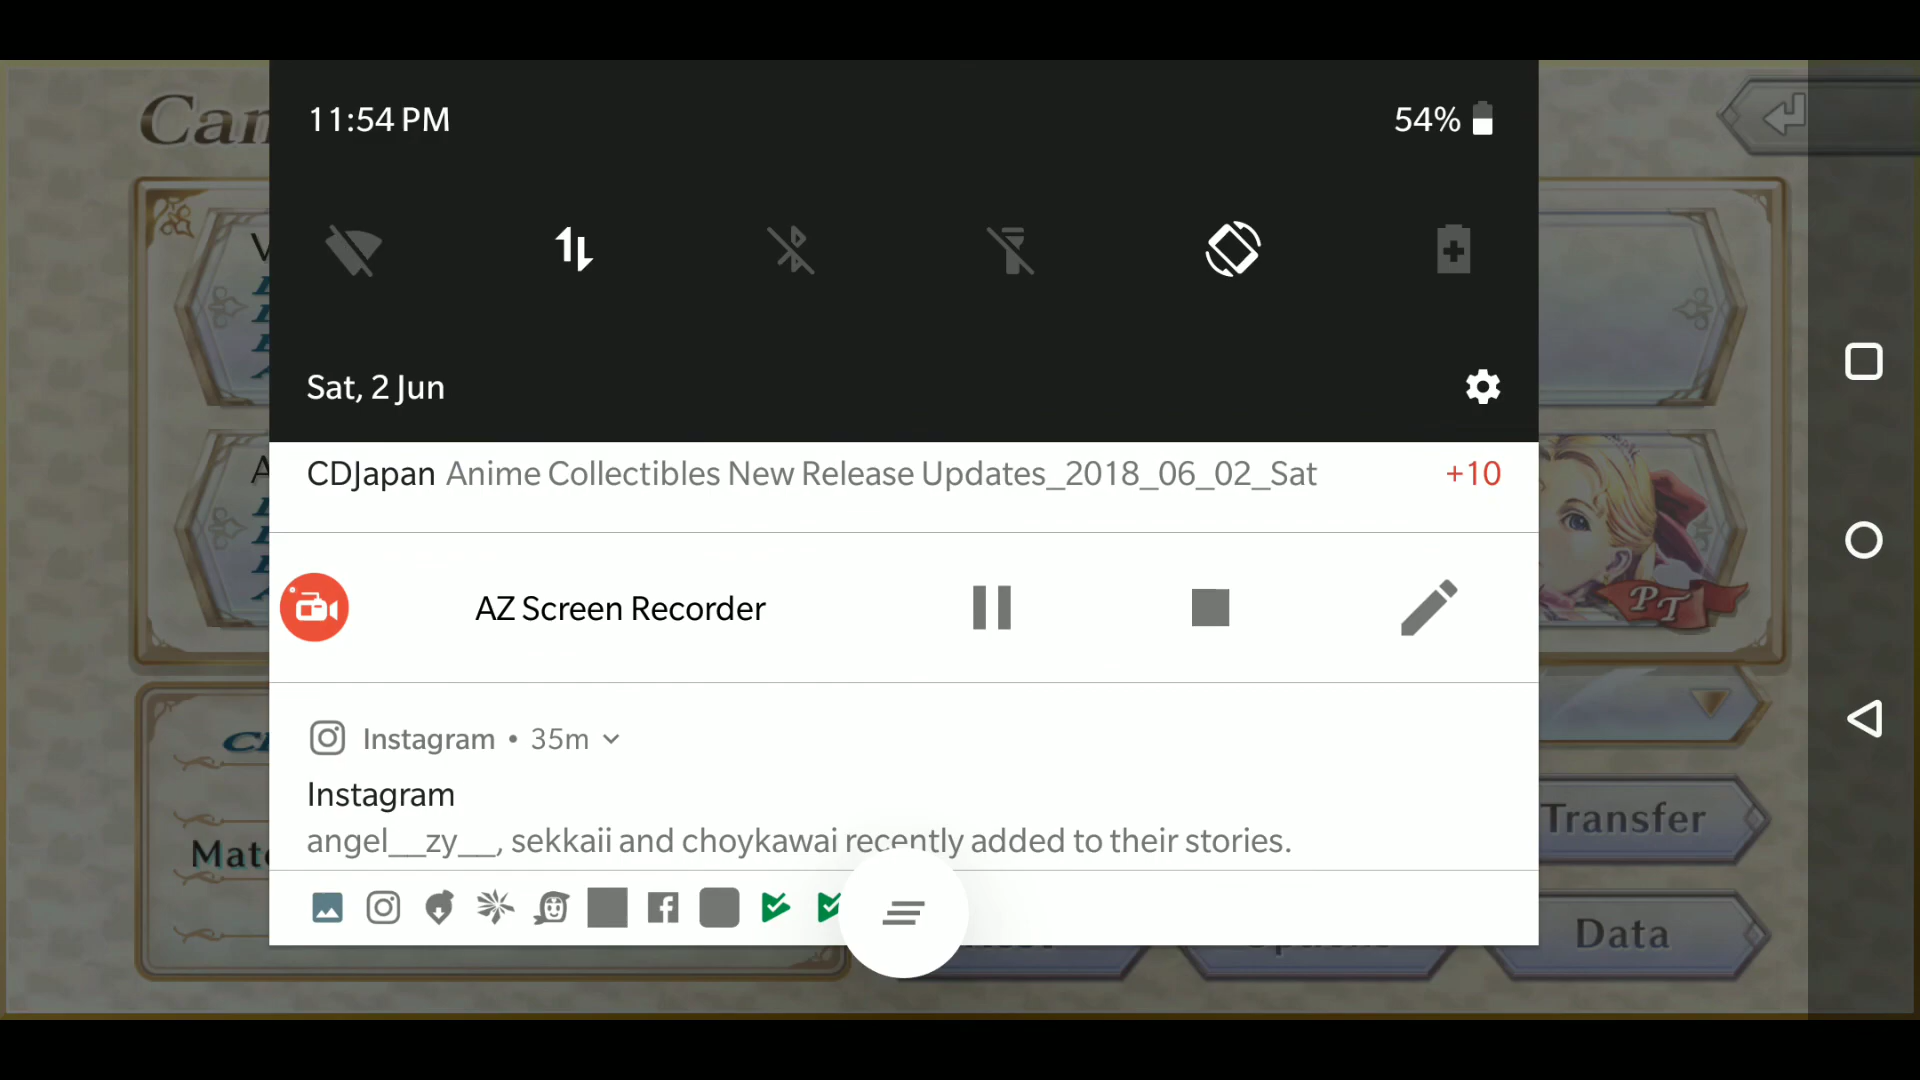 11:54 PM
54%
Sat, 2 Jun
CDJapan Anime Collectibles New Release Updates_2018_06_02_Sat +10
AZ Screen Recorder
Instagram • 35m
Instagram
angel__zy__, sekkaii and choykawai recently added to their stories.
PT
Transfer
Data